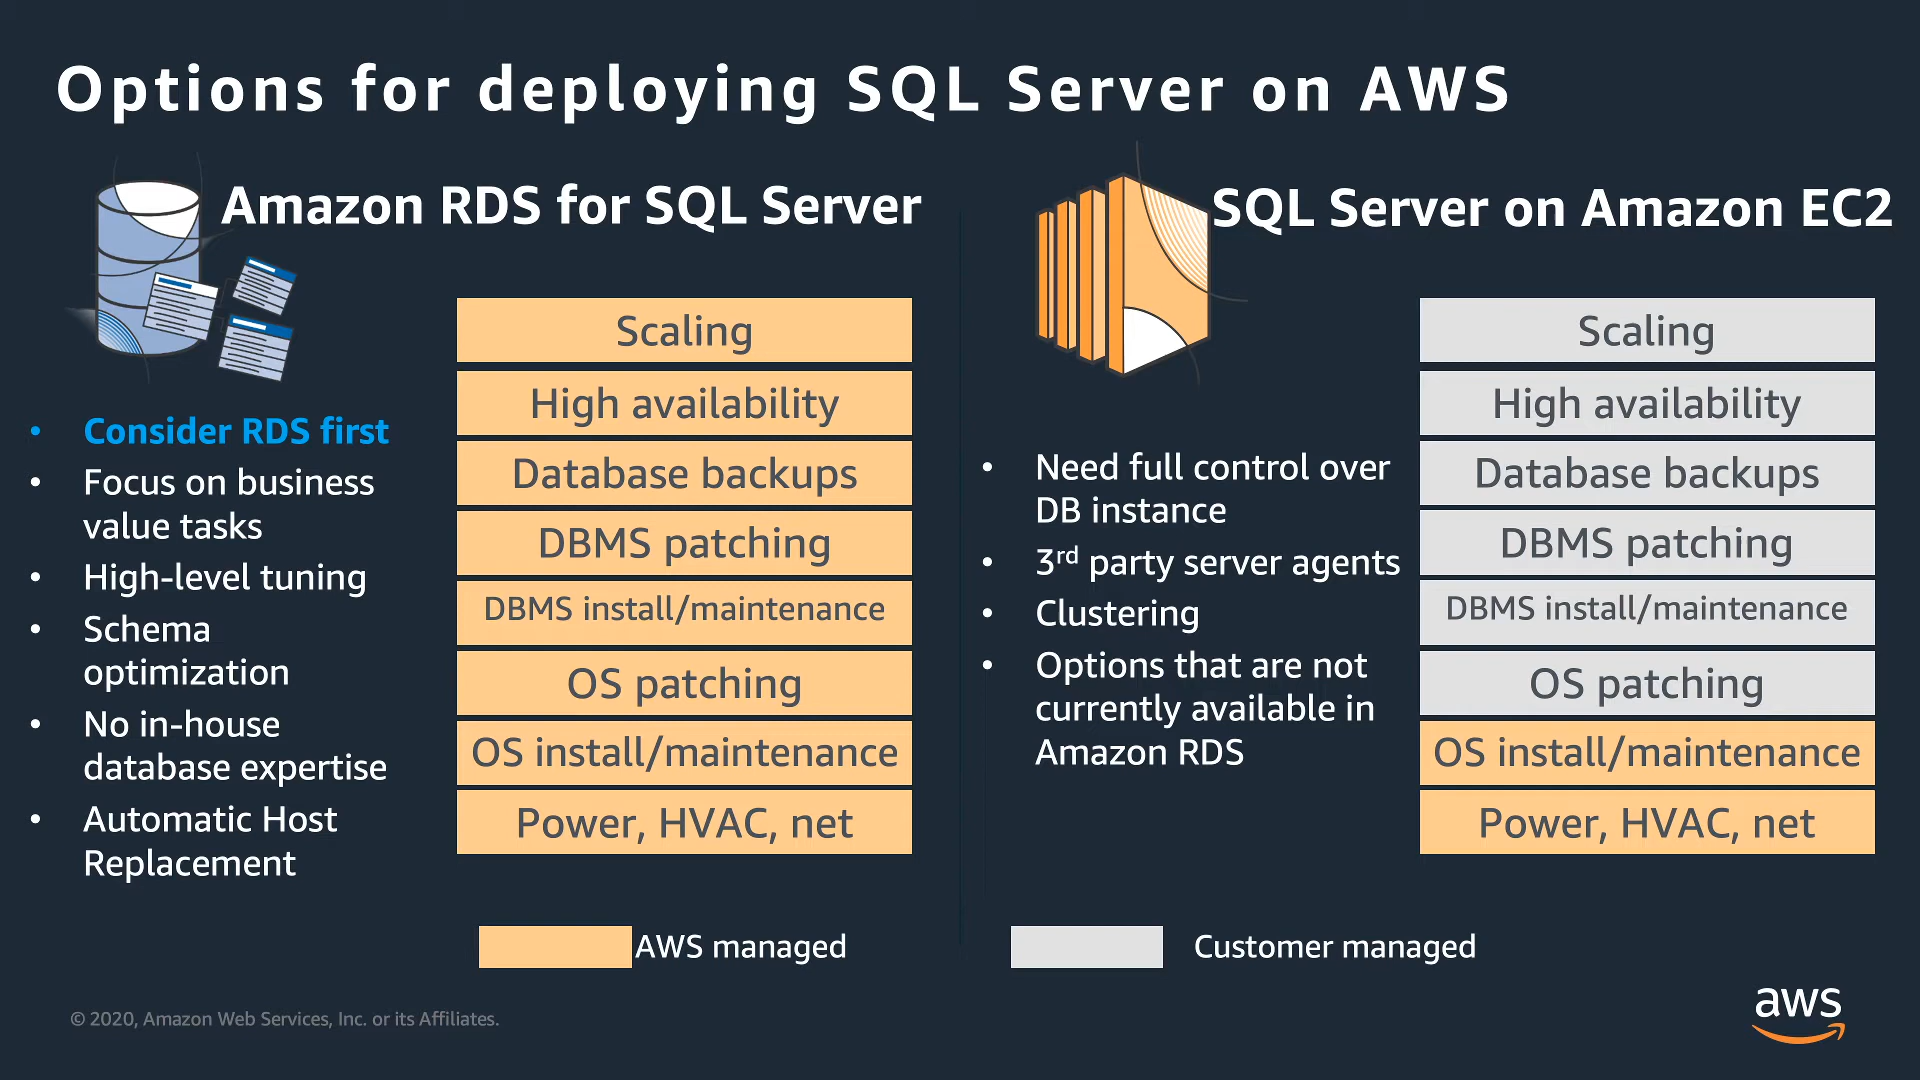 Options for deploying SQL Server on AWS
Amazon RDS for SQL Server
• Consider RDS first
• Focus on business
value tasks
• High-level tuning
• Schema
optimization
• No in-house
database expertise
• Automatic Host
Replacement
Scaling
High availability
Database backups
DBMS patching
DBMS install/maintenance
OS patching
OS install/maintenance
Power, HVAC, net
SQL Server on Amazon EC2
• Need full control over
DB instance
• 3rd party server agents
• Clustering
• Options that are not
currently available in
Amazon RDS
Scaling
High availability
Database backups
DBMS patching
DBMS install/maintenance
OS patching
OS install/maintenance
Power, HVAC, net
AWS managed
Customer managed
© 2020, Amazon Web Services, Inc. or its Affiliates.
aws